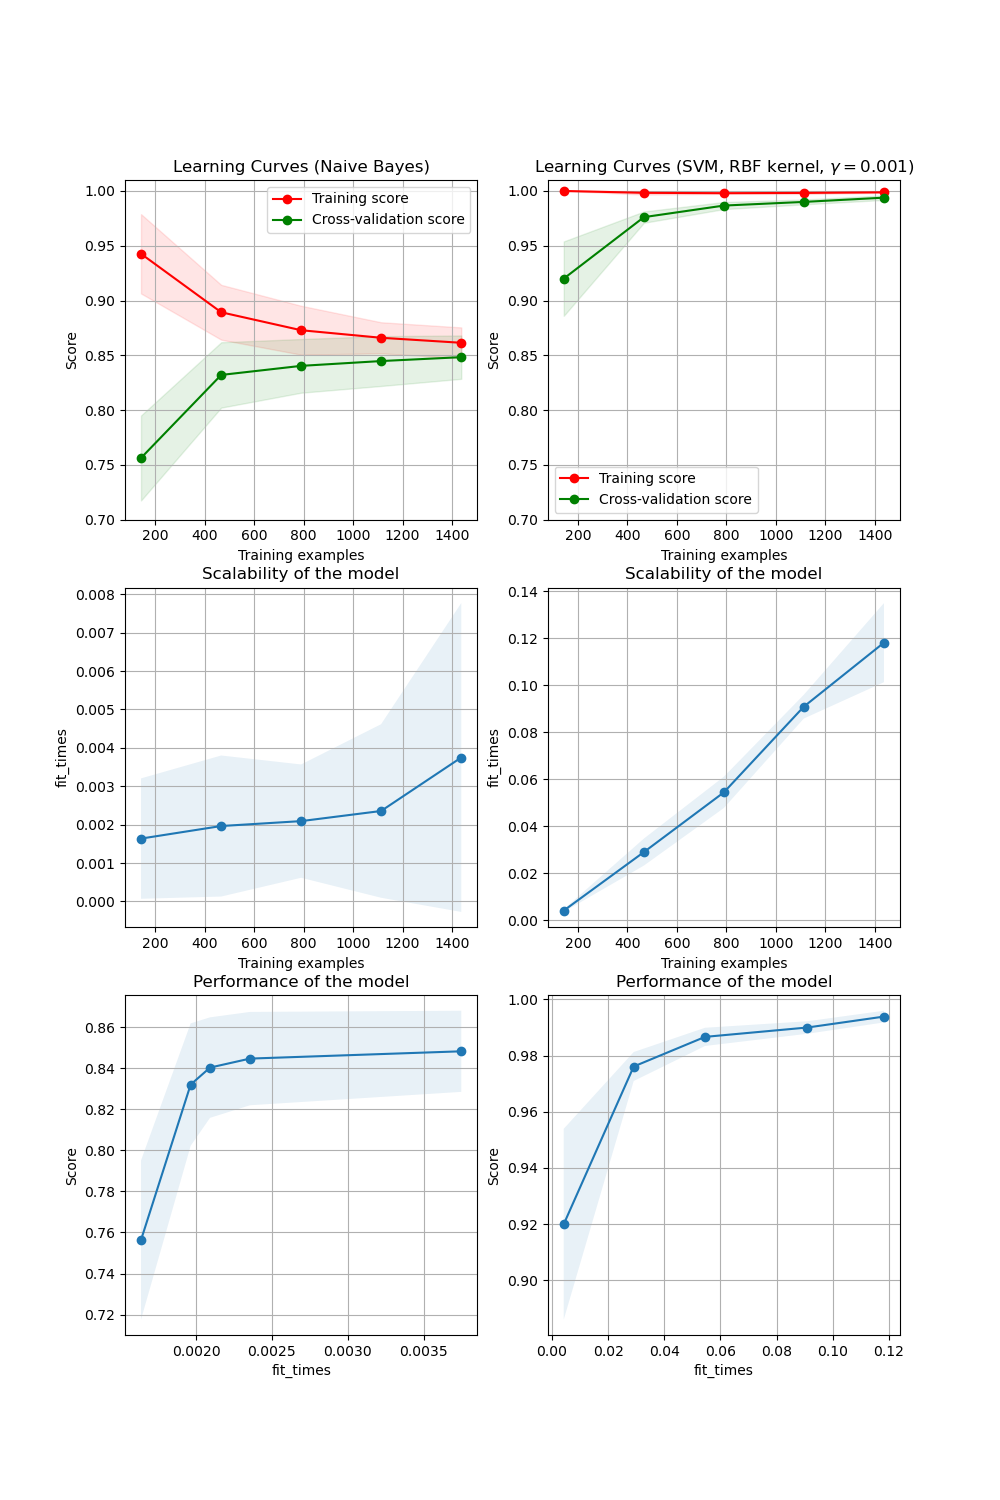 Learning Curves (Naive Bayes)
1.00
0.95
0.90
0.85
0.80
0.75
0.70
Score
Training score
Cross-validation score
200 400 600 800 1000 1200 1400
Training examples
Learning Curves (SVM, RBF kernel, γ = 0.001)
1.00
0.95
0.90
0.85
0.80
0.75
0.70
Score
Training score
Cross-validation score
200 400 600 800 1000 1200 1400
Training examples
Scalability of the model
0.008
0.007
0.006
0.005
0.004
0.003
0.002
0.001
0.000
fit_times
200 400 600 800 1000 1200 1400
Training examples
Scalability of the model
0.14
0.12
0.10
0.08
0.06
0.04
0.02
0.00
fit_times
200 400 600 800 1000 1200 1400
Training examples
Performance of the model
0.86
0.84
0.82
0.80
0.78
0.76
0.74
0.72
Score
0.0020 0.0025 0.0030 0.0035
fit_times
Performance of the model
1.00
0.98
0.96
0.94
0.92
0.90
Score
0.00 0.02 0.04 0.06 0.08 0.10 0.12
fit_times